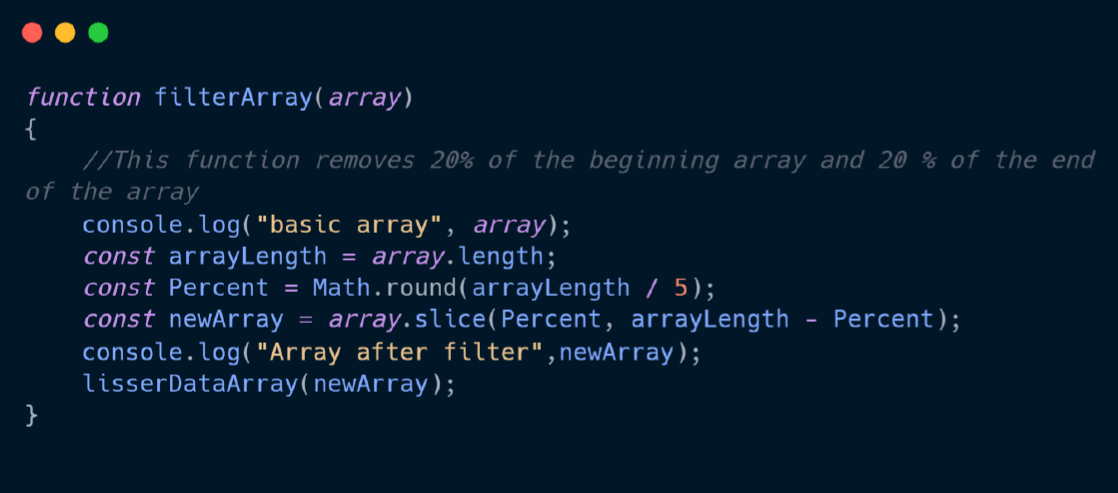 function filterArray(array)
{
    //This function removes 20% of the beginning array and 20 % of the end
of the array
    console.log("basic array", array);
    const arrayLength = array.length;
    const Percent = Math.round(arrayLength / 5);
    const newArray = array.slice(Percent, arrayLength - Percent);
    console.log("Array after filter",newArray);
    lisserDataArray(newArray);
}